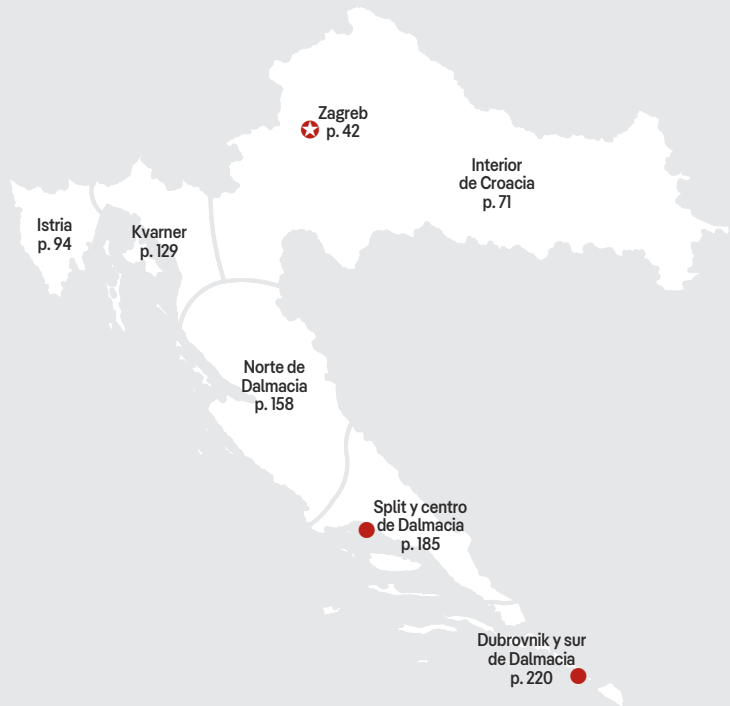 Zagreb
p. 42
Interior
de Croacia
p. 71
Istria
p. 94
Kvarner
p. 129
Norte de
Dalmacia
p. 158
Split y centro
de Dalmacia
p. 185
Dubrovnik y sur
de Dalmacia
p. 220